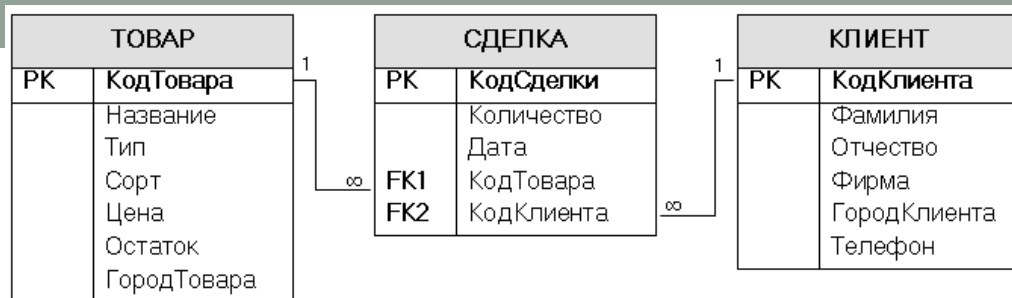 ТОВАР
PK КодТовара
Название
Тип
Сорт
Цена
Остаток
ГородТовара
1
∞
СДЕЛКА
PK КодСделки
Количество
Дата
FK1 КодТовара
FK2 КодКлиента
∞
1
КЛИЕНТ
PK КодКлиента
Фамилия
Отчество
Фирма
ГородКлиента
Телефон